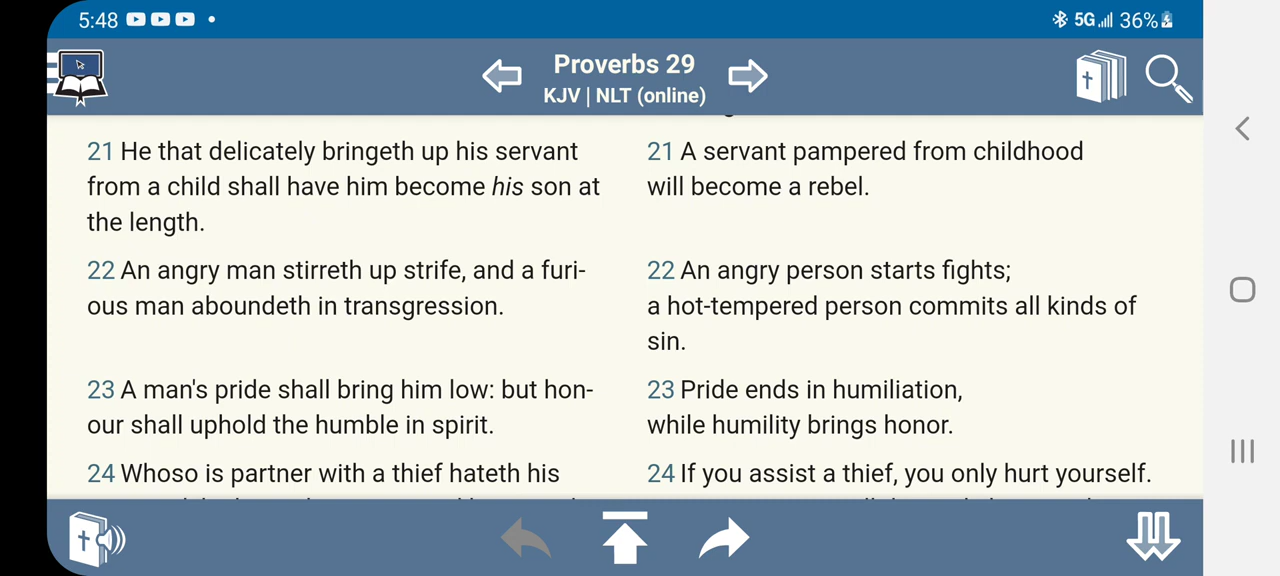 5:48
5G 36%
Proverbs 29
KJV | NLT (online)
21 He that delicately bringeth up his servant
from a child shall have him become his son at
the length.
22 An angry man stirreth up strife, and a furi-
ous man aboundeth in transgression.
23 A man's pride shall bring him low: but hon-
our shall uphold the humble in spirit.
24 Whoso is partner with a thief hateth his
21 A servant pampered from childhood
will become a rebel.
22 An angry person starts fights;
a hot-tempered person commits all kinds of
sin.
23 Pride ends in humiliation,
while humility brings honor.
24 If you assist a thief, you only hurt yourself.